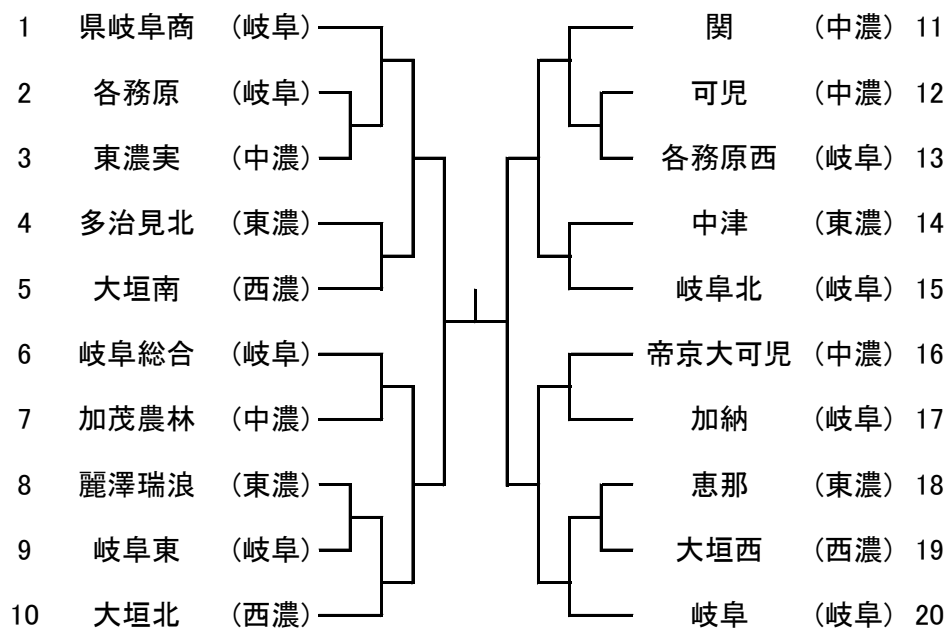 1 県岐阜商 (岐阜) 関 (中濃) 11
2 各務原 (岐阜) 可児 (中濃) 12
3 東濃実 (中濃) 各務原西 (岐阜) 13
4 多治見北 (東濃) 中津 (東濃) 14
5 大垣南 (西濃) 岐阜北 (岐阜) 15
6 岐阜総合 (岐阜) 帝京大可児 (中濃) 16
7 加茂農林 (中濃) 加納 (岐阜) 17
8 麗澤瑞浪 (東濃) 恵那 (東濃) 18
9 岐阜東 (岐阜) 大垣西 (西濃) 19
10 大垣北 (西濃) 岐阜 (岐阜) 20